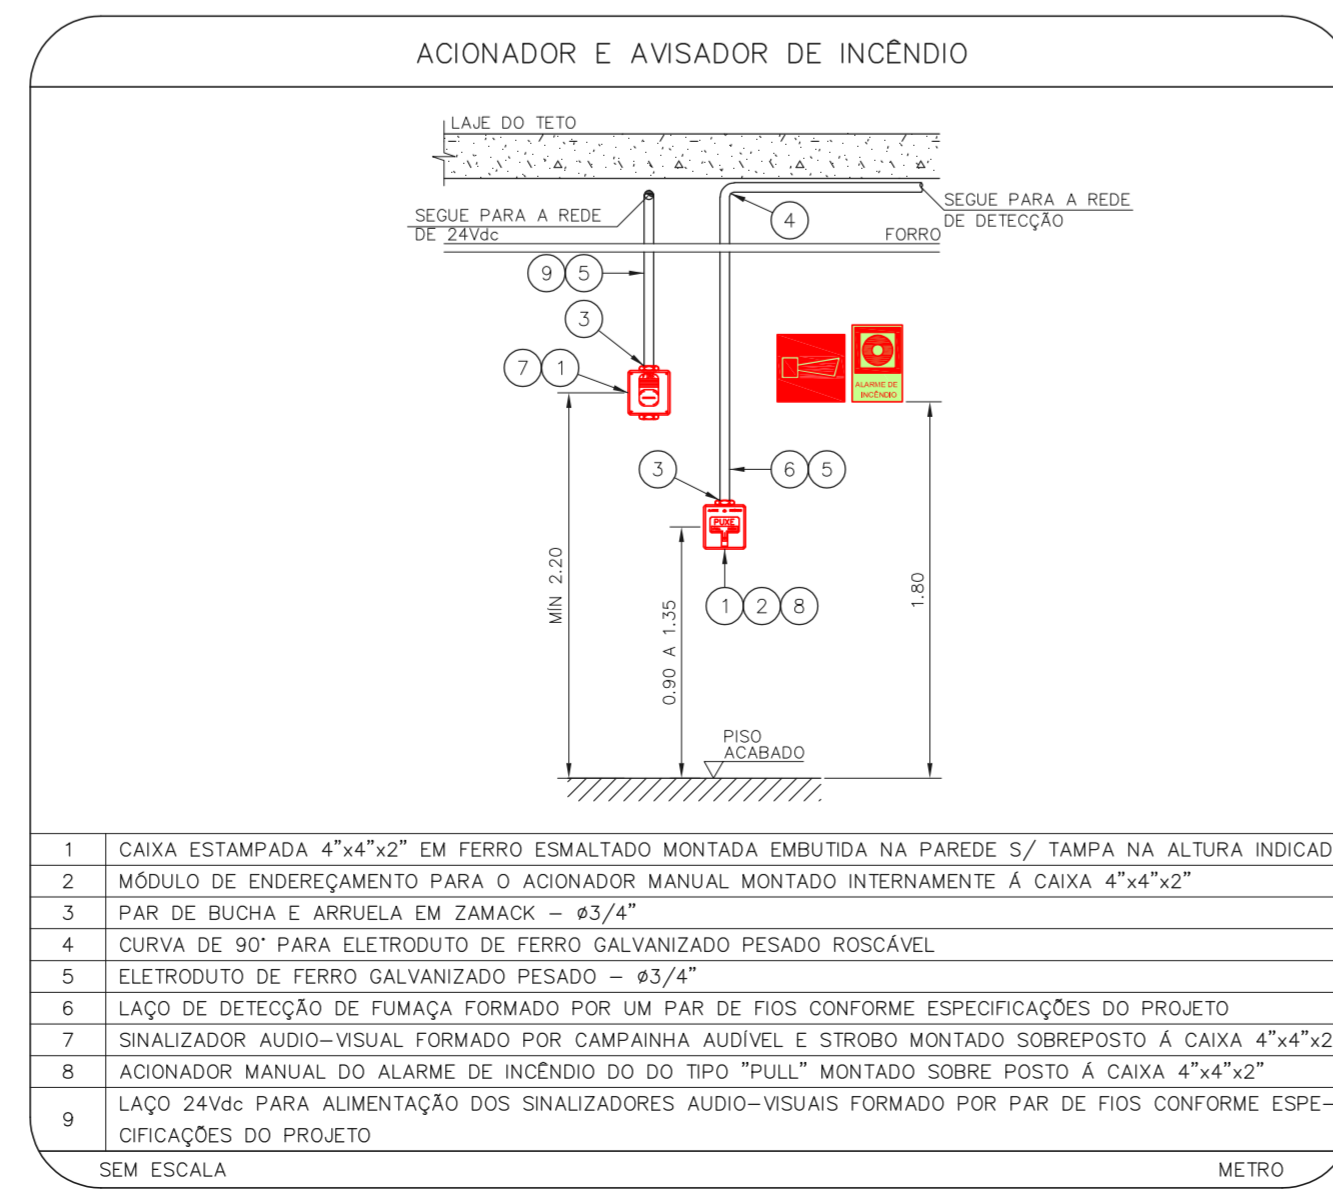 ACIONADOR E AVISADOR DE INCÊNDIO
LAJE DO TETO
SEGUE PARA A REDE
DE 24Vdc
4
SEGUE PARA A REDE
DE DETECÇÃO
FORRO
9 5
3
7 1
ALARME DE
INCÊNDIO
3
6 5
PUXE
1 2 8
MÍN 2.20
0.90 A 1.35
1.80
PISO
ACABADO
1 CAIXA ESTAMPADA 4"x4"x2" EM FERRO ESMALTADO MONTADA EMBUTIDA NA PAREDE S/ TAMPA NA ALTURA INDICAD
2 MÓDULO DE ENDEREÇAMENTO PARA O ACIONADOR MANUAL MONTADO INTERNAMENTE Á CAIXA 4"x4"x2"
3 PAR DE BUCHA E ARRUELA EM ZAMACK – ø3/4"
4 CURVA DE 90° PARA ELETRODUTO DE FERRO GALVANIZADO PESADO ROSCÁVEL
5 ELETRODUTO DE FERRO GALVANIZADO PESADO – ø3/4"
6 LAÇO DE DETECÇÃO DE FUMAÇA FORMADO POR UM PAR DE FIOS CONFORME ESPECIFICAÇÕES DO PROJETO
7 SINALIZADOR AUDIO–VISUAL FORMADO POR CAMPAINHA AUDÍVEL E STROBO MONTADO SOBREPOSTO Á CAIXA 4"x4"x2
8 ACIONADOR MANUAL DO ALARME DE INCÊNDIO DO DO TIPO "PULL" MONTADO SOBRE POSTO Á CAIXA 4"x4"x2"
9 LAÇO 24Vdc PARA ALIMENTAÇÃO DOS SINALIZADORES AUDIO–VISUAIS FORMADO POR PAR DE FIOS CONFORME ESPE–
CIFICAÇÕES DO PROJETO
SEM ESCALA
METRO